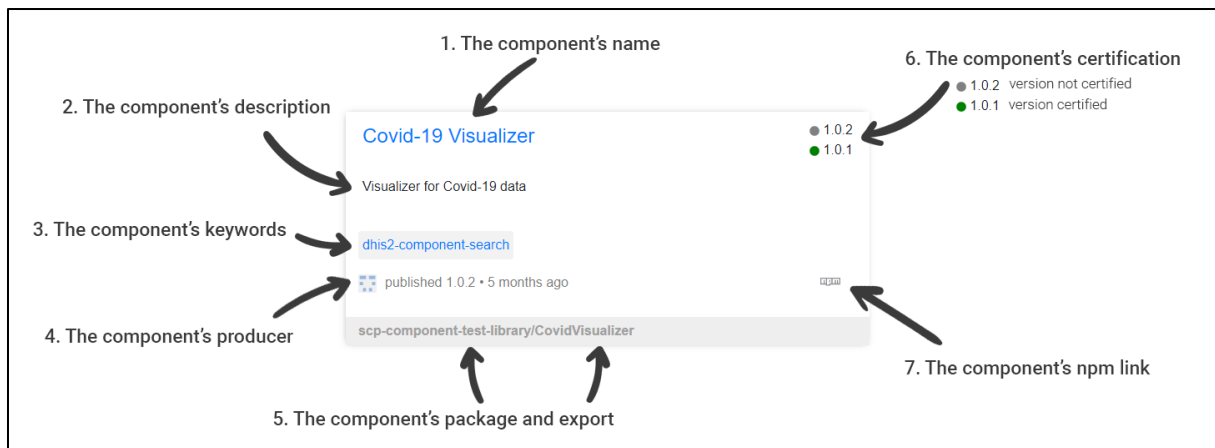 1. The component's name
6. The component's certification
1.0.2 version not certified
1.0.1 version certified
2. The component's description
Covid-19 Visualizer
1.0.2
1.0.1
Visualizer for Covid-19 data
3. The component's keywords
dhis2-component-search
published 1.0.2 • 5 months ago
npm
4. The component's producer
scp-component-test-library/CovidVisualizer
7. The component's npm link
5. The component's package and export